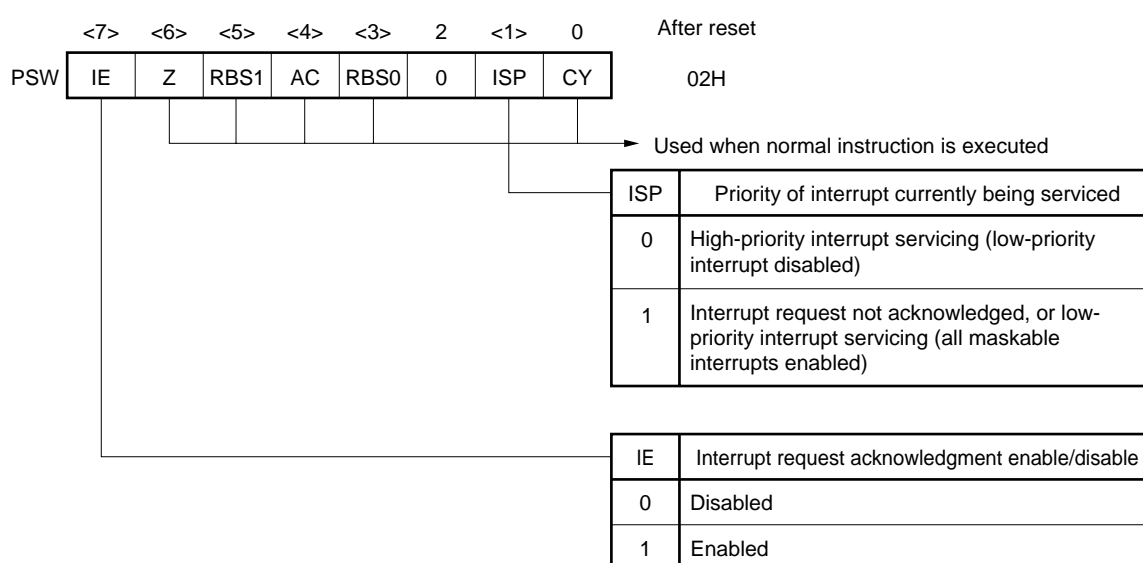 <7> <6> <5> <4> <3> 2 <1> 0 After reset
PSW IE Z RBS1 AC RBS0 0 ISP CY 02H
Used when normal instruction is executed
ISP Priority of interrupt currently being serviced
0 High-priority interrupt servicing (low-priority
interrupt disabled)
1 Interrupt request not acknowledged, or low-
priority interrupt servicing (all maskable
interrupts enabled)
IE Interrupt request acknowledgment enable/disable
0 Disabled
1 Enabled